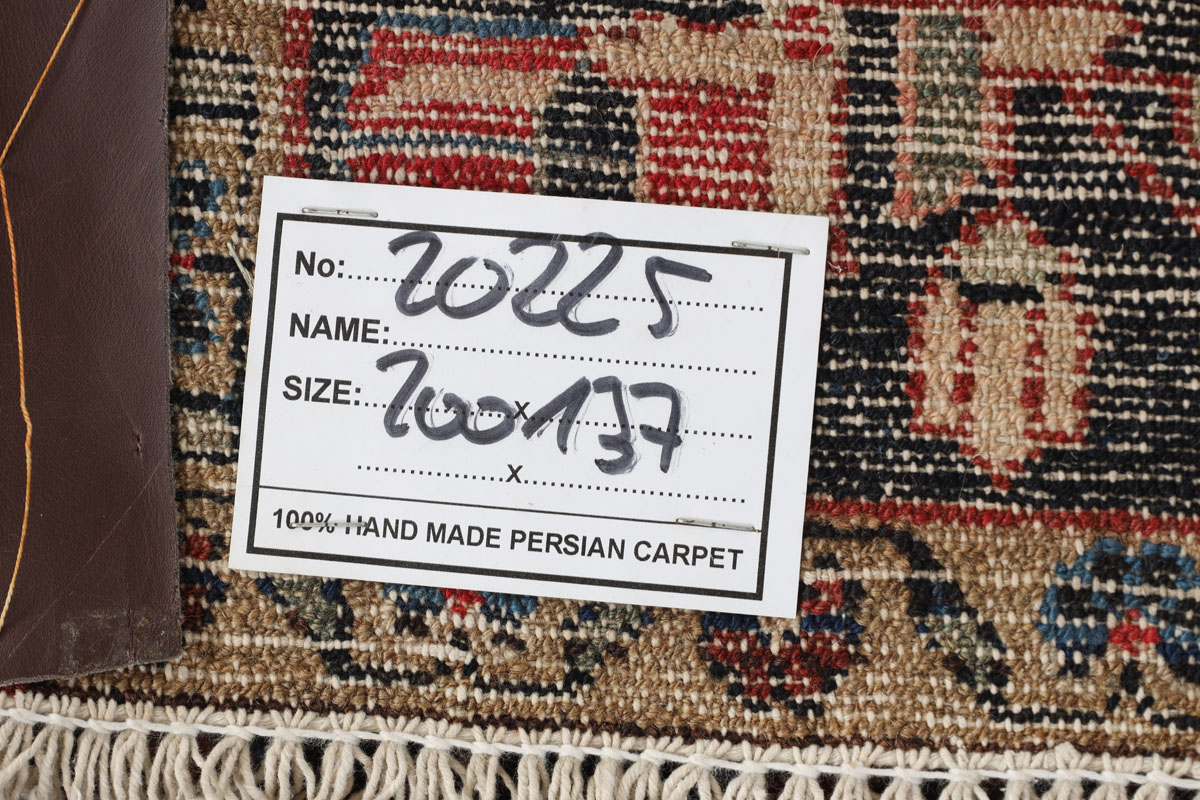 No:..........20225..........
NAME:..............................
SIZE:..........200 x 137..........
....................x..............................
100% HAND MADE PERSIAN CARPET